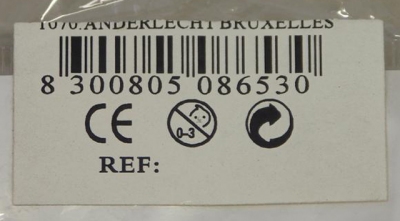 1070.ANDERLECHT BRUXELLES
8 300805 086530
CE 0-3
REF: